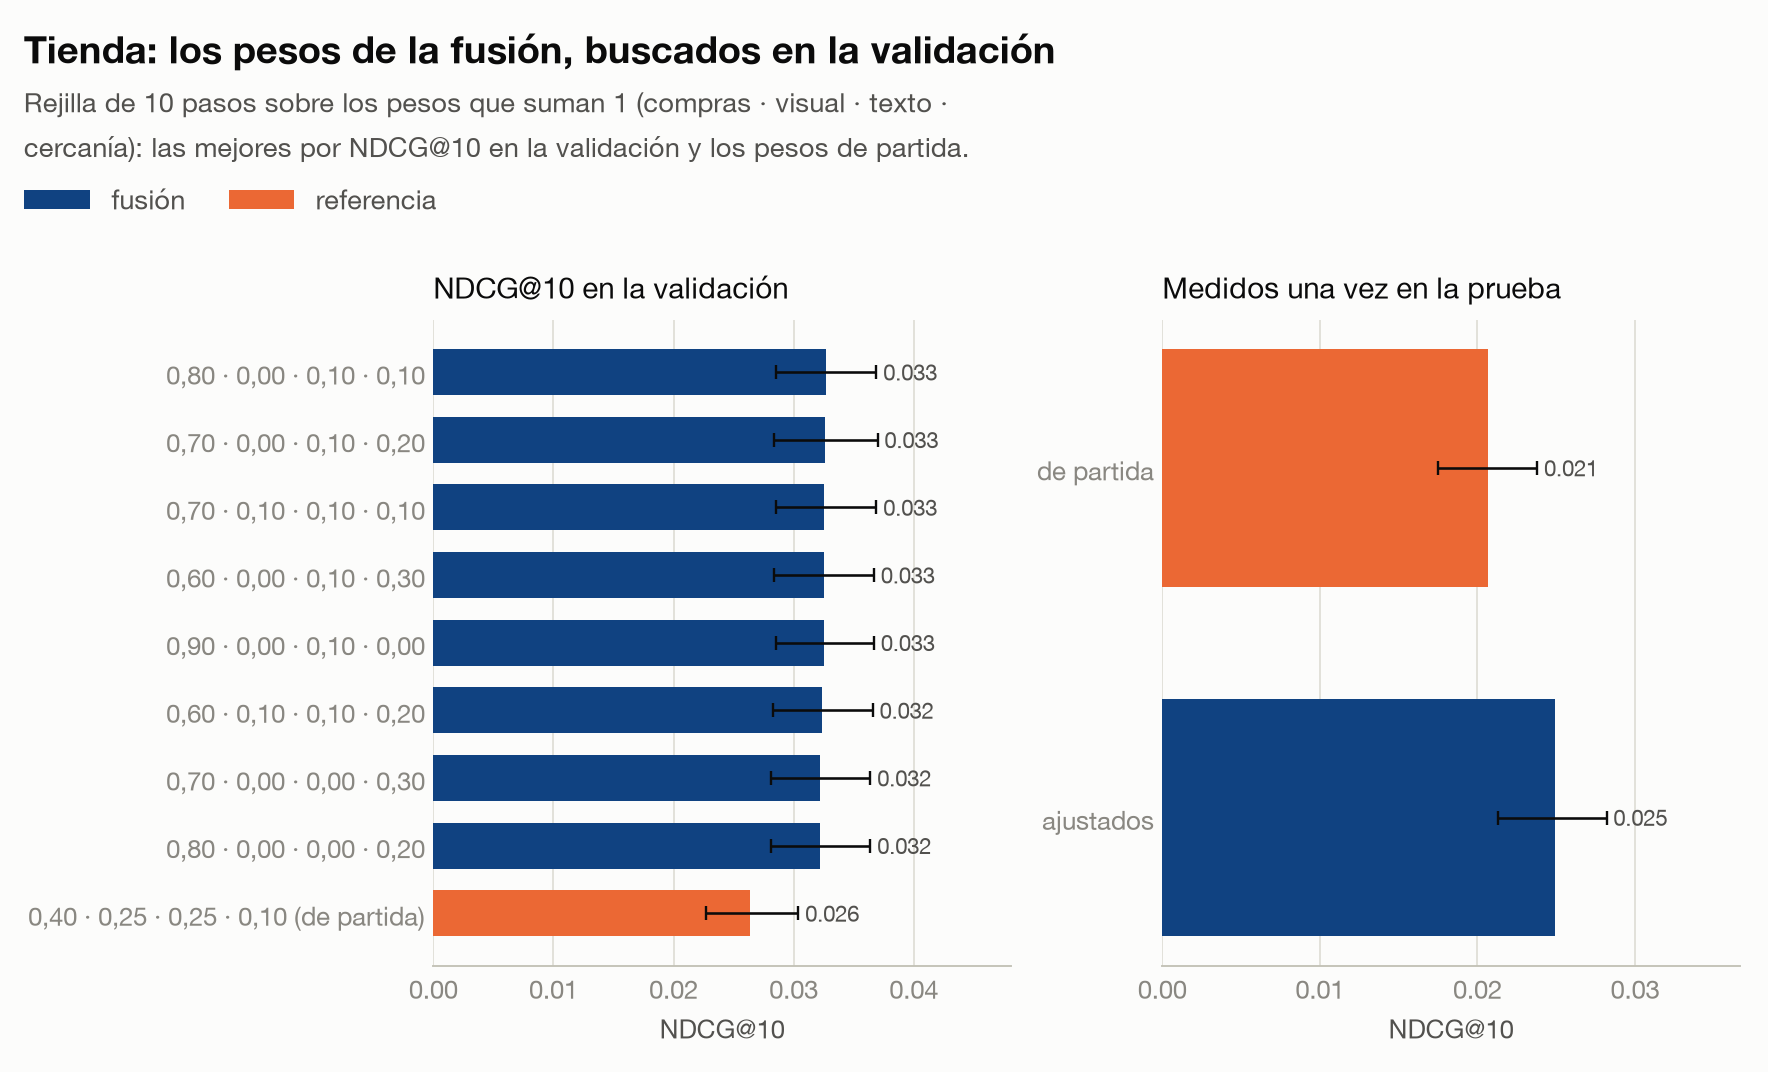 Tienda: los pesos de la fusión, buscados en la validación
Rejilla de 10 pasos sobre los pesos que suman 1 (compras · visual · texto ·
cercanía): las mejores por NDCG@10 en la validación y los pesos de partida.
fusión
referencia
NDCG@10 en la validación
0,80 · 0,00 · 0,10 · 0,10
0.033
0,70 · 0,00 · 0,10 · 0,20
0.033
0,70 · 0,10 · 0,10 · 0,10
0.033
0,60 · 0,00 · 0,10 · 0,30
0.033
0,90 · 0,00 · 0,10 · 0,00
0.033
0,60 · 0,10 · 0,10 · 0,20
0.032
0,70 · 0,00 · 0,00 · 0,30
0.032
0,80 · 0,00 · 0,00 · 0,20
0.032
0,40 · 0,25 · 0,25 · 0,10 (de partida)
0.026
0.00 0.01 0.02 0.03 0.04
NDCG@10
Medidos una vez en la prueba
de partida
0.021
ajustados
0.025
0.00 0.01 0.02 0.03
NDCG@10